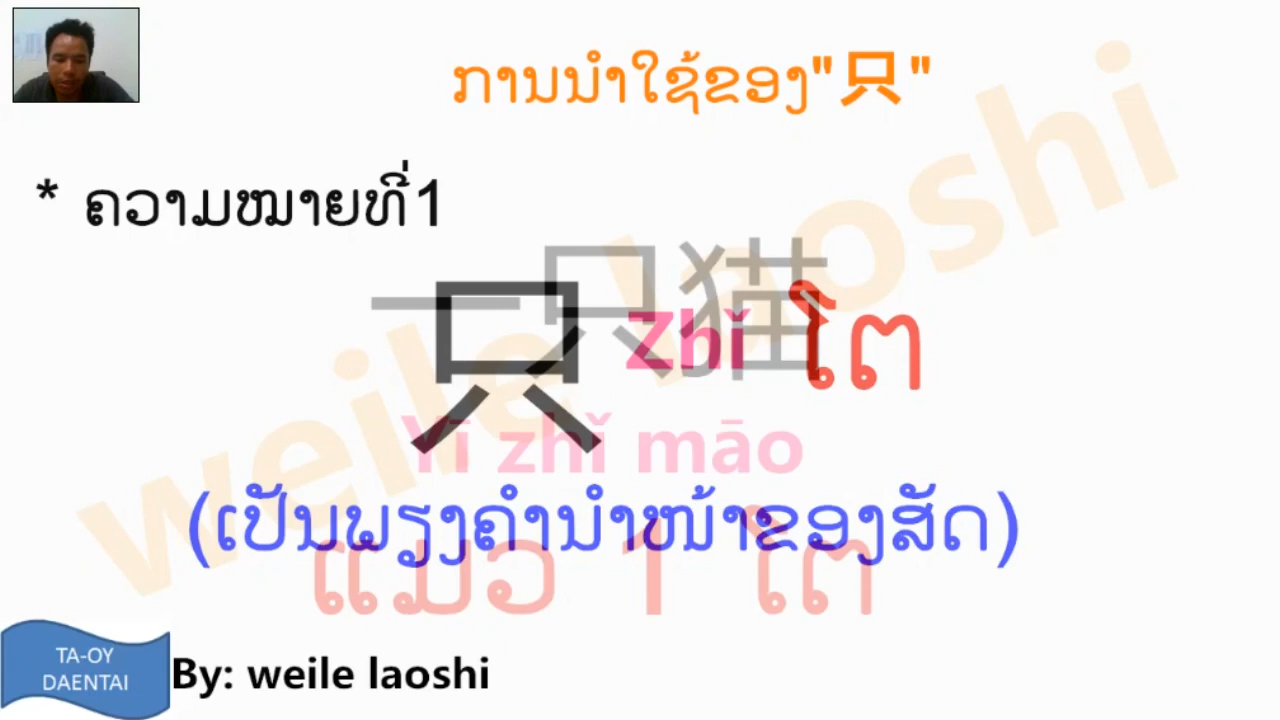 ການນຳໃຊ້ຂອງ"只"
* ຄວາມໝາຍທີ່1
一只猫
只 Zhǐ ໂຕ
Yī zhǐ māo
(ເປັນພຽງຄຳນຳໜ້າຂອງສັດ)
ແມວ 1 ໂຕ
weile laoshi
TA-OY
DAENTAI
By: weile laoshi